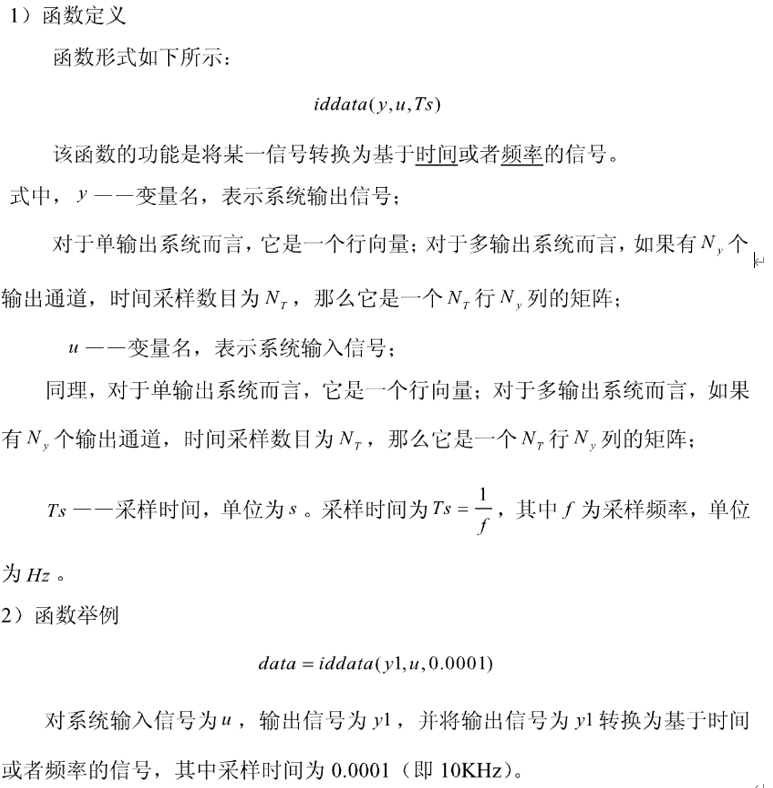 1）函数定义
函数形式如下所示：
iddata(y,u,Ts)
该函数的功能是将某一信号转换为基于时间或者频率的信号。
式中，y——变量名，表示系统输出信号；
对于单输出系统而言，它是一个行向量；对于多输出系统而言，如果有 N_y 个
输出通道，时间采样数目为 N_T，那么它是一个 N_T 行 N_y 列的矩阵；
u——变量名，表示系统输入信号；
同理，对于单输出系统而言，它是一个行向量；对于多输出系统而言，如果
有 N_y 个输出通道，时间采样数目为 N_T，那么它是一个 N_T 行 N_y 列的矩阵；
Ts——采样时间，单位为 s。采样时间为 Ts = 1/f，其中 f 为采样频率，单位
为 Hz。
2）函数举例
data = iddata(y1,u,0.0001)
对系统输入信号为 u，输出信号为 y1，并将输出信号为 y1 转换为基于时间
或者频率的信号，其中采样时间为 0.0001（即 10KHz）。